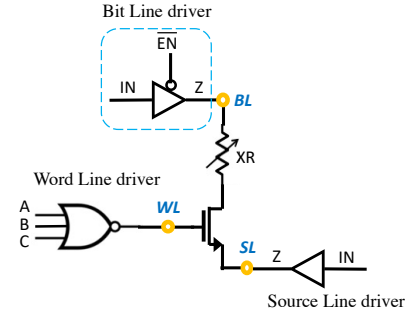 Bit Line driver
EN
IN
Z
BL
XR
Word Line driver
A
B
C
WL
SL
Z
IN
Source Line driver